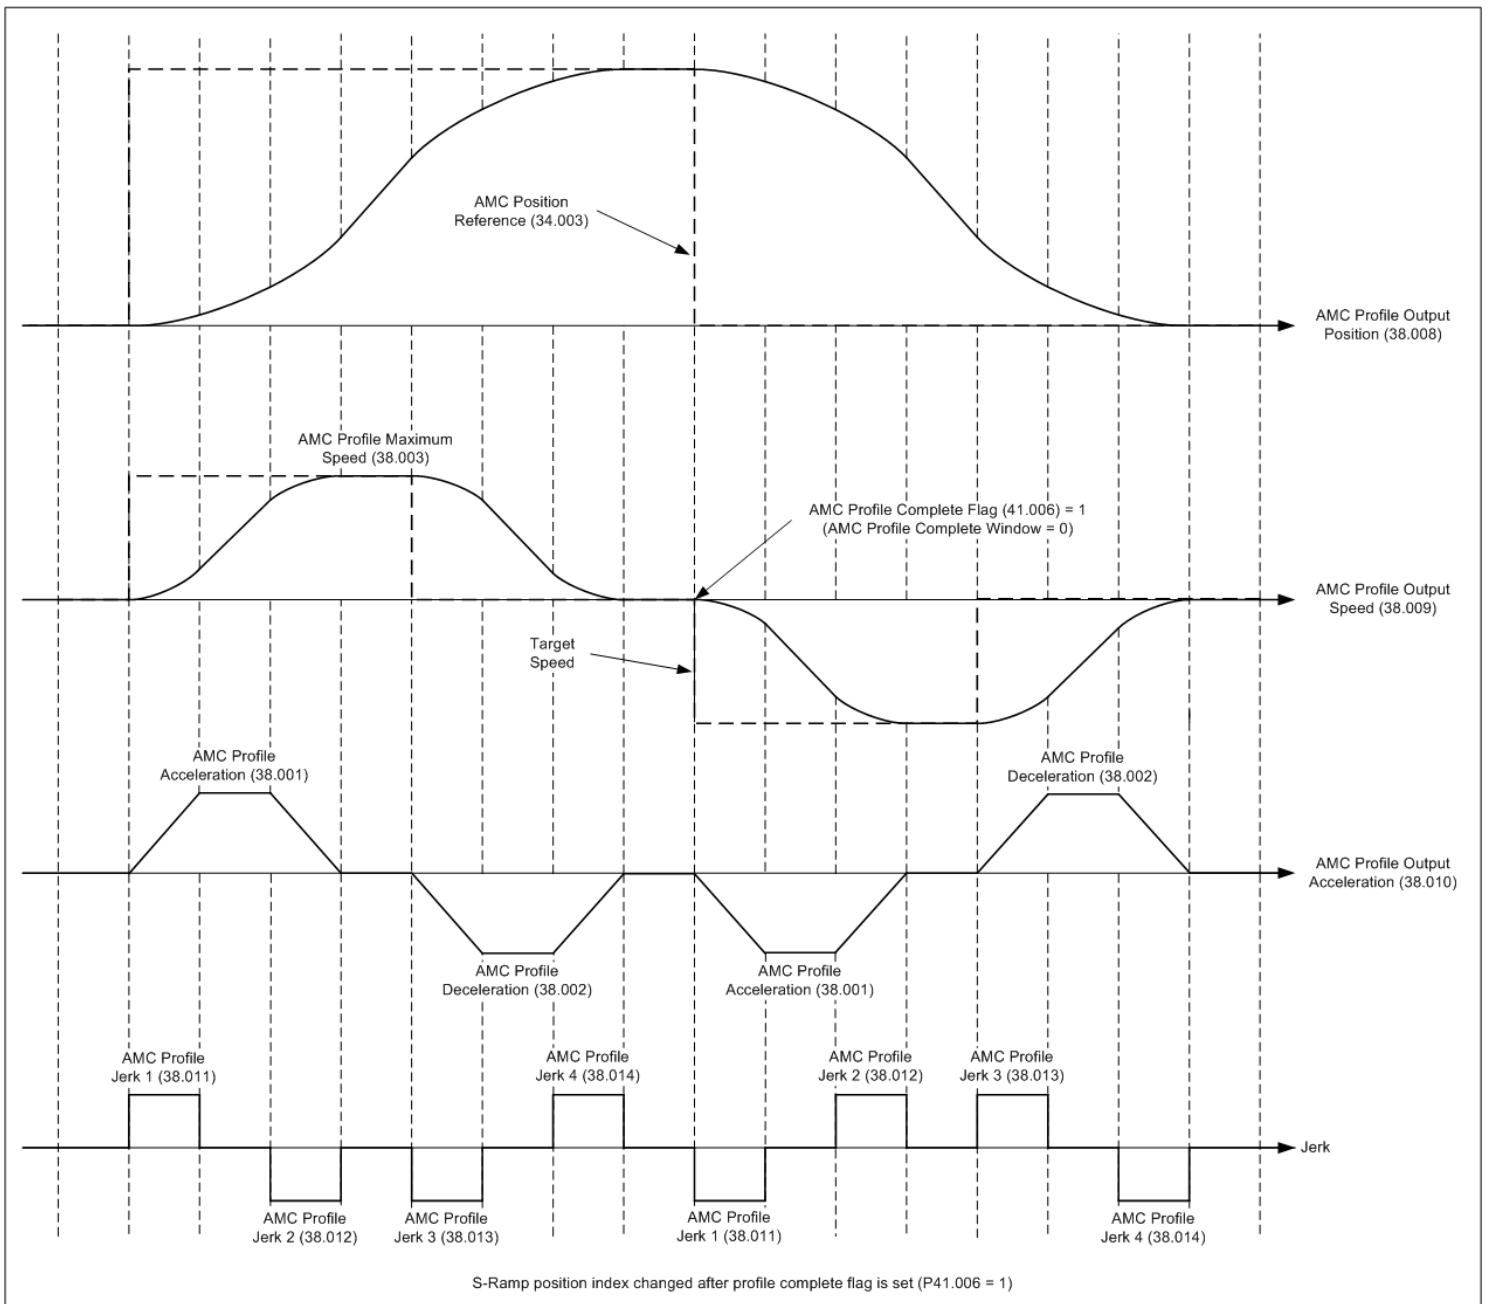 AMC Position
Reference (34.003)
AMC Profile Output
Position (38.008)
AMC Profile Maximum
Speed (38.003)
AMC Profile Complete Flag (41.006) = 1
(AMC Profile Complete Window = 0)
AMC Profile Output
Speed (38.009)
Target
Speed
AMC Profile
Acceleration (38.001)
AMC Profile
Deceleration (38.002)
AMC Profile Output
Acceleration (38.010)
AMC Profile
Deceleration (38.002)
AMC Profile
Acceleration (38.001)
AMC Profile
Jerk 1 (38.011)
AMC Profile
Jerk 4 (38.014)
AMC Profile
Jerk 2 (38.012)
AMC Profile
Jerk 3 (38.013)
Jerk
AMC Profile
Jerk 2 (38.012)
AMC Profile
Jerk 3 (38.013)
AMC Profile
Jerk 1 (38.011)
AMC Profile
Jerk 4 (38.014)
S-Ramp position index changed after profile complete flag is set (P41.006 = 1)